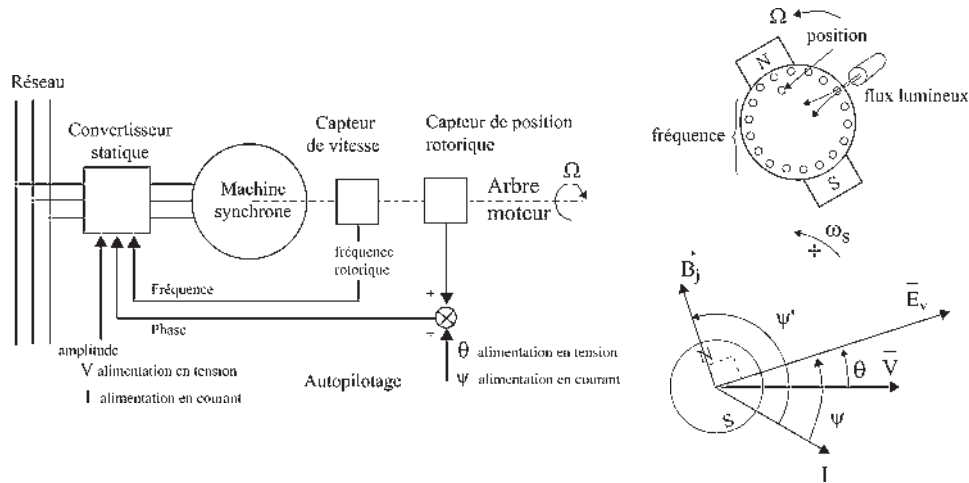 Réseau
Convertisseur
statique
Machine
synchrone
Capteur
de vitesse
Capteur de position
rotorique
Arbre
moteur
Ω
fréquence
rotorique
Fréquence
Phase
+
−
amplitude
V alimentation en tension
I alimentation en courant
Autopilotage
θ alimentation en tension
ψ alimentation en courant
Ω
position
N
flux lumineux
fréquence
S
ωs
+
Bj
Ev
ψ'
N
θ
V
S
ψ
I